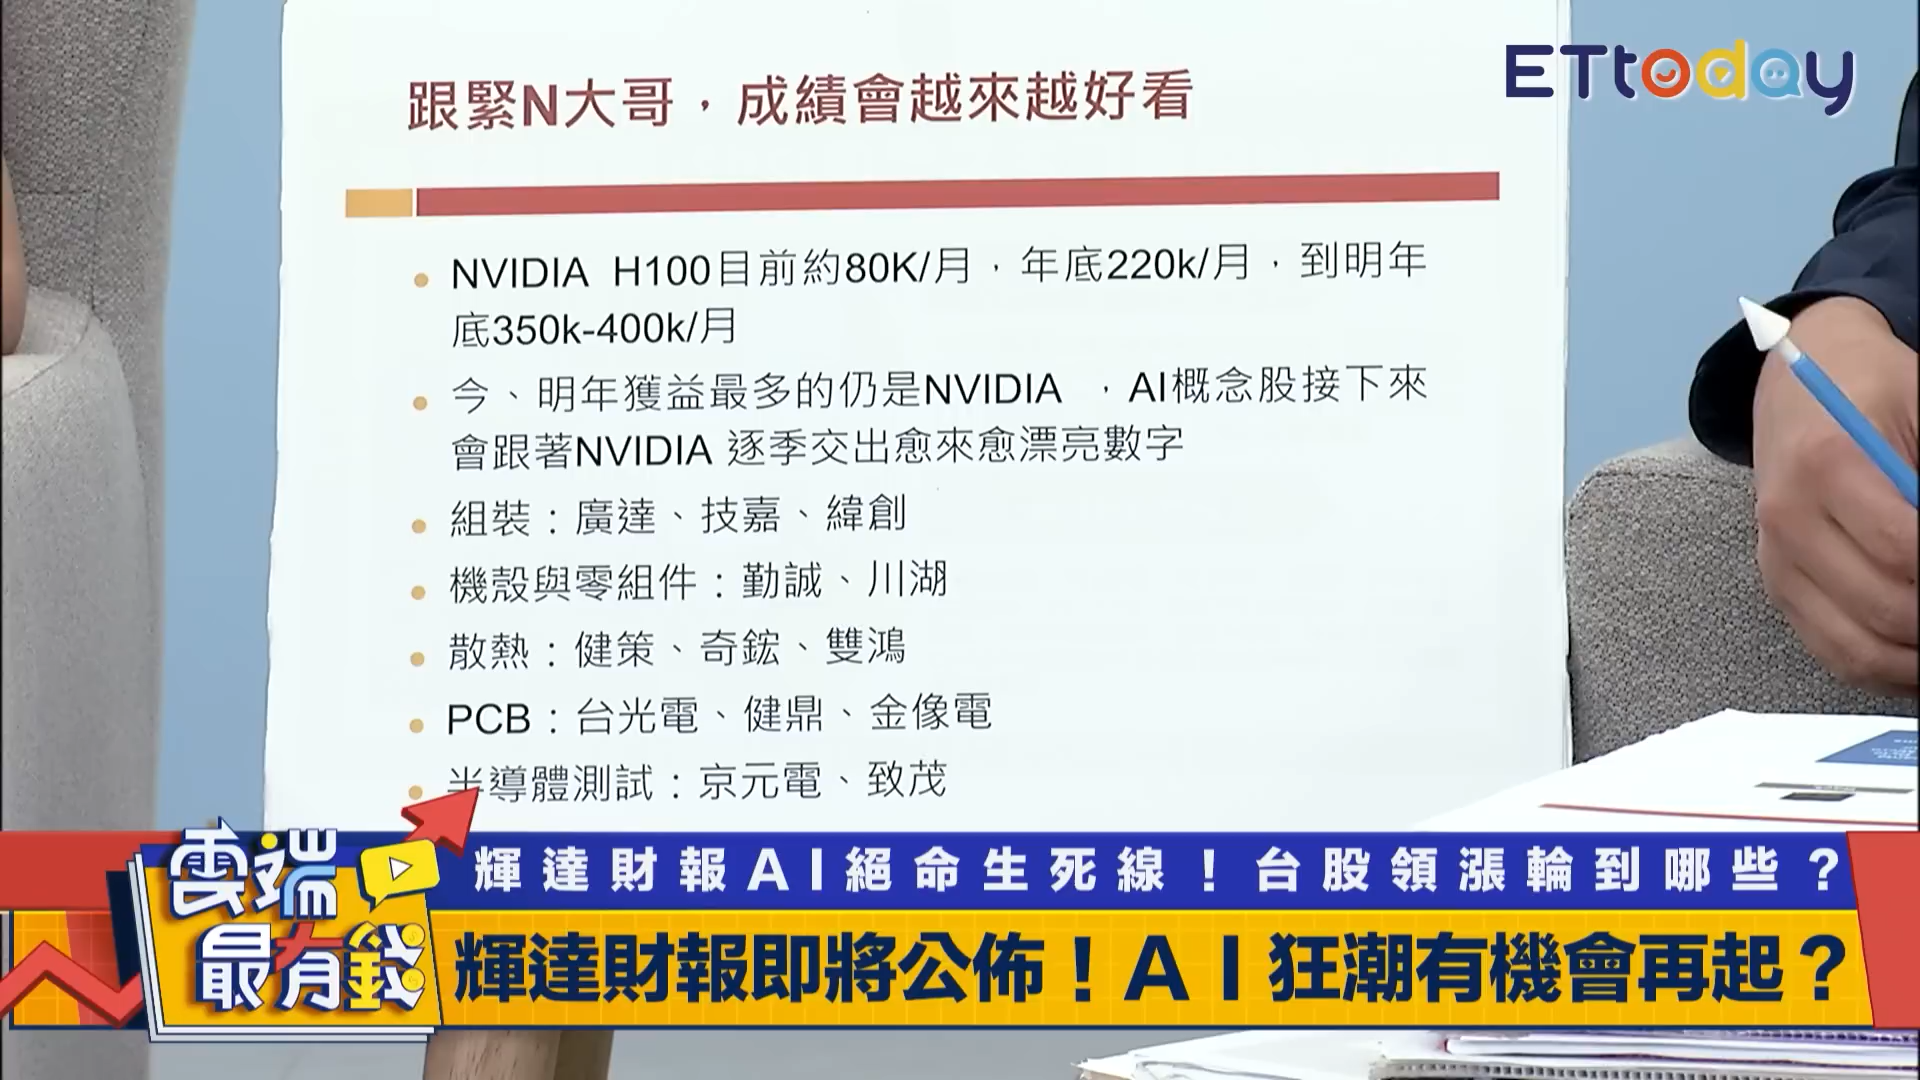 ETtoday
跟緊N大哥，成績會越來越好看
NVIDIA H100目前約80K/月，年底220k/月，到明年
底350k-400k/月
今、明年獲益最多的仍是NVIDIA ，AI概念股接下來
會跟著NVIDIA 逐季交出愈來愈漂亮數字
組裝：廣達、技嘉、緯創
機殼與零組件：勤誠、川湖
散熱：健策、奇鋐、雙鴻
PCB：台光電、健鼎、金像電
半導體測試：京元電、致茂
雲端
最有錢
輝達財報AI絕命生死線！台股領漲輪到哪些？
輝達財報即將公佈！AI狂潮有機會再起？